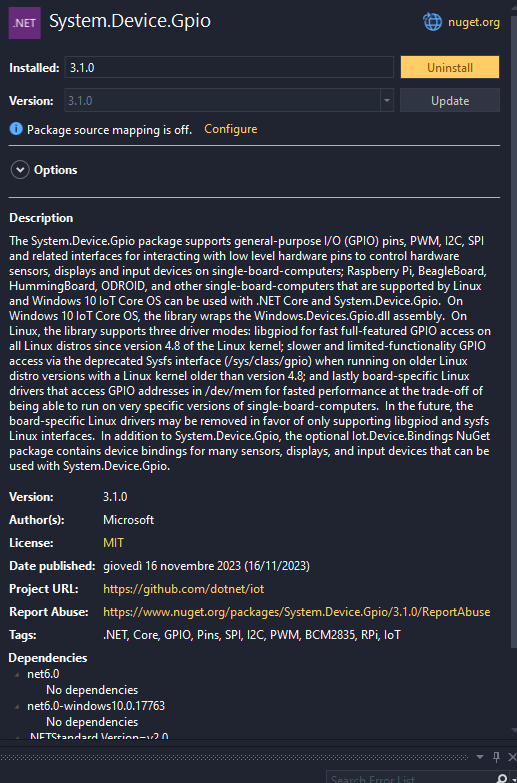 .NET
System.Device.Gpio
nuget.org
Installed:
3.1.0
Uninstall
Version:
3.1.0
Update
Package source mapping is off.
Configure
Options
Description
The System.Device.Gpio package supports general-purpose I/O (GPIO) pins, PWM, I2C, SPI
and related interfaces for interacting with low level hardware pins to control hardware
sensors, displays and input devices on single-board-computers; Raspberry Pi, BeagleBoard,
HummingBoard, ODROID, and other single-board-computers that are supported by Linux
and Windows 10 IoT Core OS can be used with .NET Core and System.Device.Gpio.  On
Windows 10 IoT Core OS, the library wraps the Windows.Devices.Gpio.dll assembly.  On
Linux, the library supports three driver modes: libgpiod for fast full-featured GPIO access on
all Linux distros since version 4.8 of the Linux kernel; slower and limited-functionality GPIO
access via the deprecated Sysfs interface (/sys/class/gpio) when running on older Linux
distro versions with a Linux kernel older than version 4.8; and lastly board-specific Linux
drivers that access GPIO addresses in /dev/mem for fasted performance at the trade-off of
being able to run on very specific versions of single-board-computers.  In the future, the
board-specific Linux drivers may be removed in favor of only supporting libgpiod and sysfs
Linux interfaces.  In addition to System.Device.Gpio, the optional Iot.Device.Bindings NuGet
package contains device bindings for many sensors, displays, and input devices that can be
used with System.Device.Gpio.
Version: 3.1.0
Author(s): Microsoft
License: MIT
Date published: giovedì 16 novembre 2023 (16/11/2023)
Project URL: https://github.com/dotnet/iot
Report Abuse: https://www.nuget.org/packages/System.Device.Gpio/3.1.0/ReportAbuse
Tags: .NET, Core, GPIO, Pins, SPI, I2C, PWM, BCM2835, RPi, IoT
Dependencies
net6.0
No dependencies
net6.0-windows10.0.17763
No dependencies
.NETStandard,Version=v2.0
Search Error List